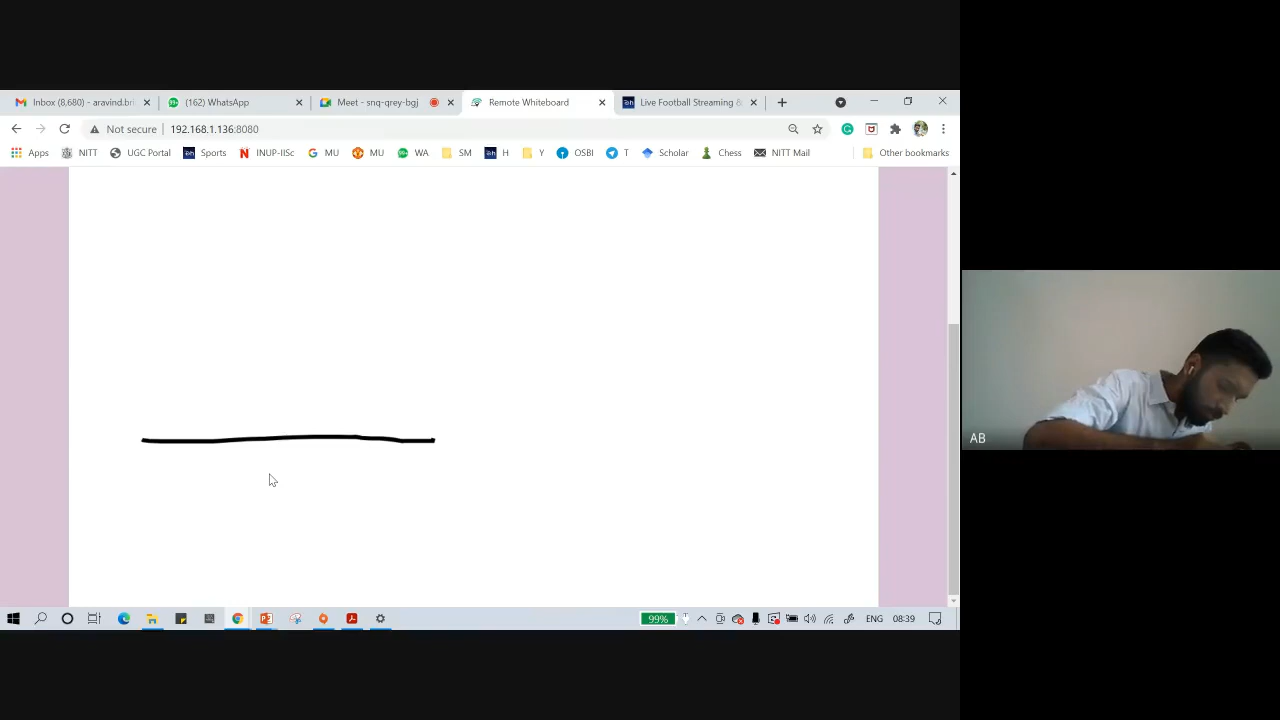 Inbox (8,680) - aravind.bri
(162) WhatsApp
Meet - snq-qrey-bgj
Remote Whiteboard
Live Football Streaming &
Not secure
192.168.1.136:8080
Apps
NITT
UGC Portal
Sports
INUP-IISc
MU
MU
WA
SM
H
Y
OSBI
T
Scholar
Chess
NITT Mail
Other bookmarks
AB
99%
ENG
08:39